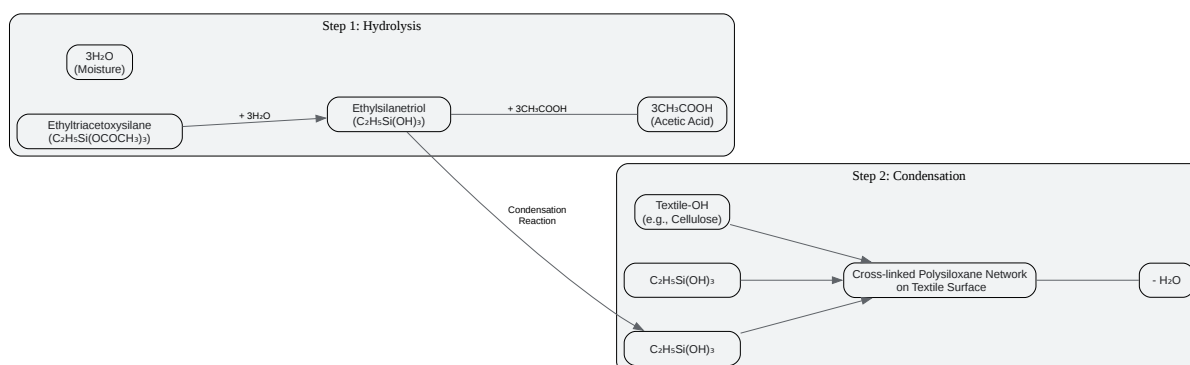 Step 1: Hydrolysis
3H₂O
(Moisture)
Ethyltriacetoxysilane
(C₂H₅Si(OCOCH₃)₃)
+ 3H₂O
Ethylsilanetriol
(C₂H₅Si(OH)₃)
+ 3CH₃COOH
3CH₃COOH
(Acetic Acid)
Condensation
Reaction
Step 2: Condensation
Textile-OH
(e.g., Cellulose)
C₂H₅Si(OH)₃
C₂H₅Si(OH)₃
Cross-linked Polysiloxane Network
on Textile Surface
- H₂O